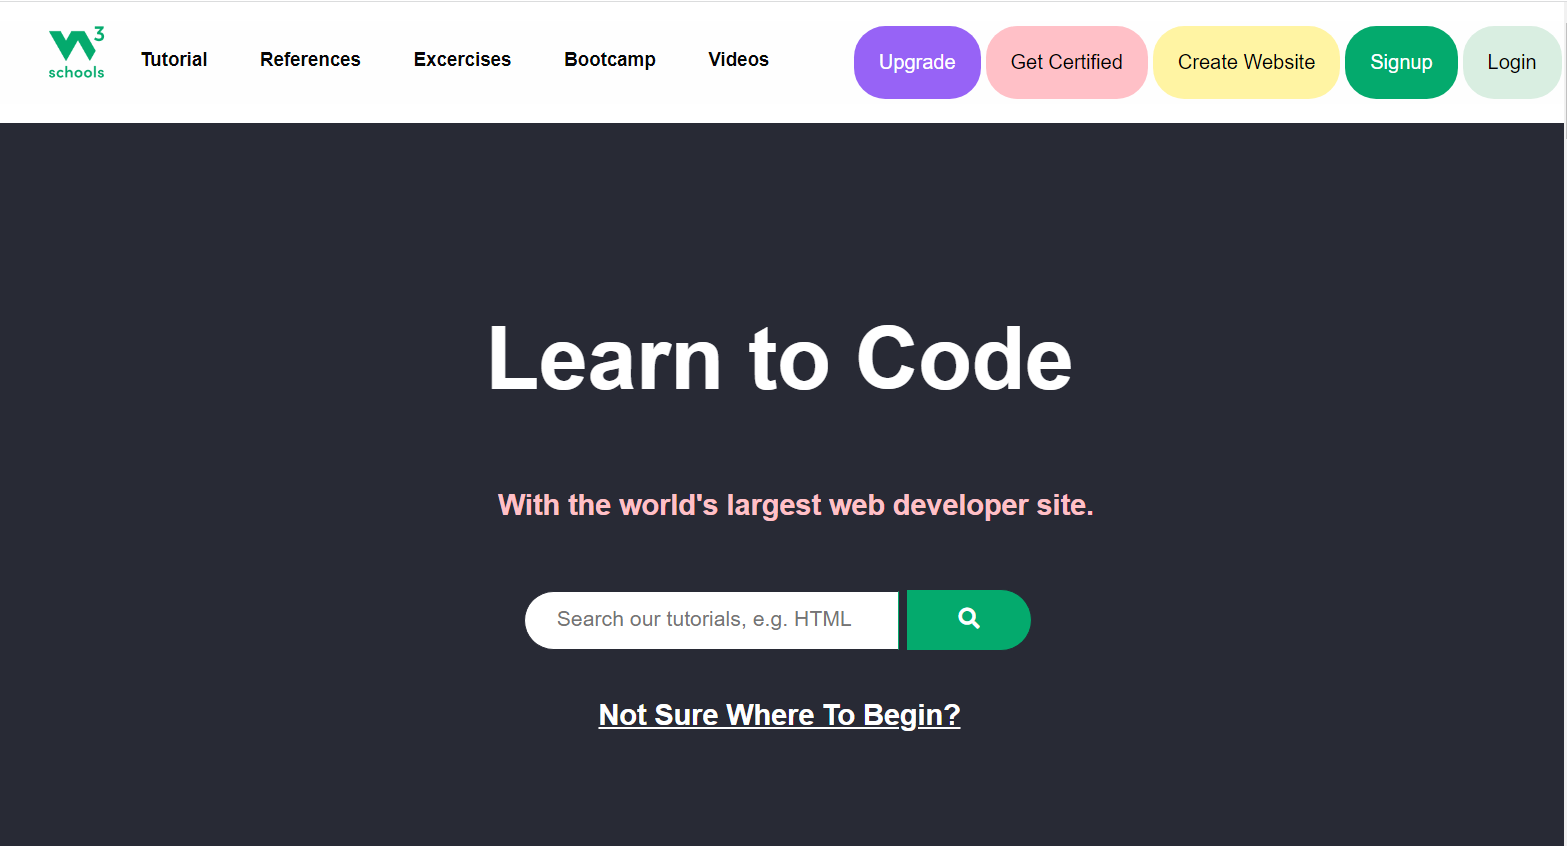 W3
schools
Tutorial References Excercises Bootcamp Videos Upgrade Get Certified Create Website Signup Login
Learn to Code
With the world's largest web developer site.
Search our tutorials, e.g. HTML
Not Sure Where To Begin?